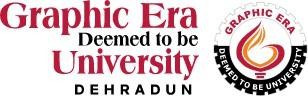 Graphic Era
Deemed to be
University
DEHRADUN
GRAPHIC ERA
DEEMED TO BE UNIVERSITY